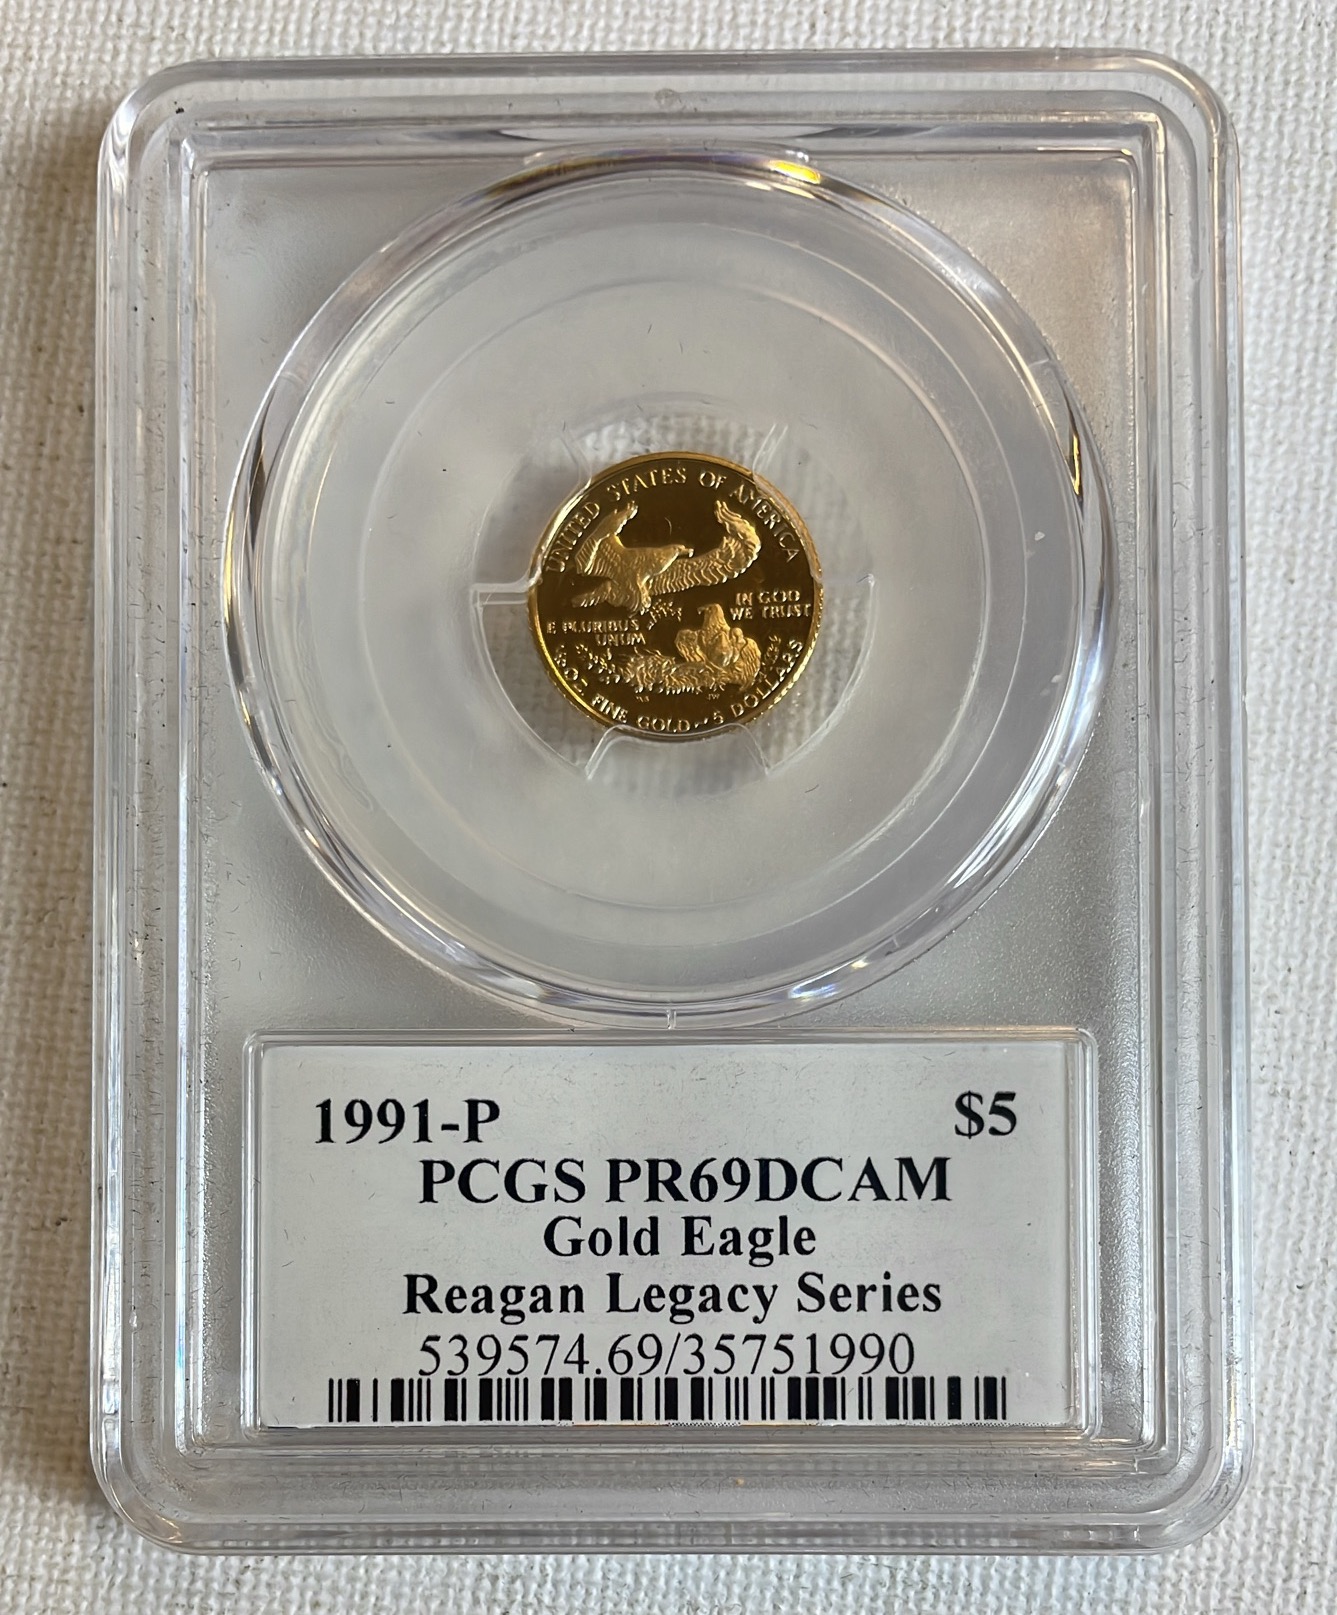 UNITED STATES OF AMERICA
IN GOD
WE TRUST
E PLURIBUS
UNUM
FINE GOLD~5 DOLLARS
1991-P $5
PCGS PR69DCAM
Gold Eagle
Reagan Legacy Series
539574.69/35751990